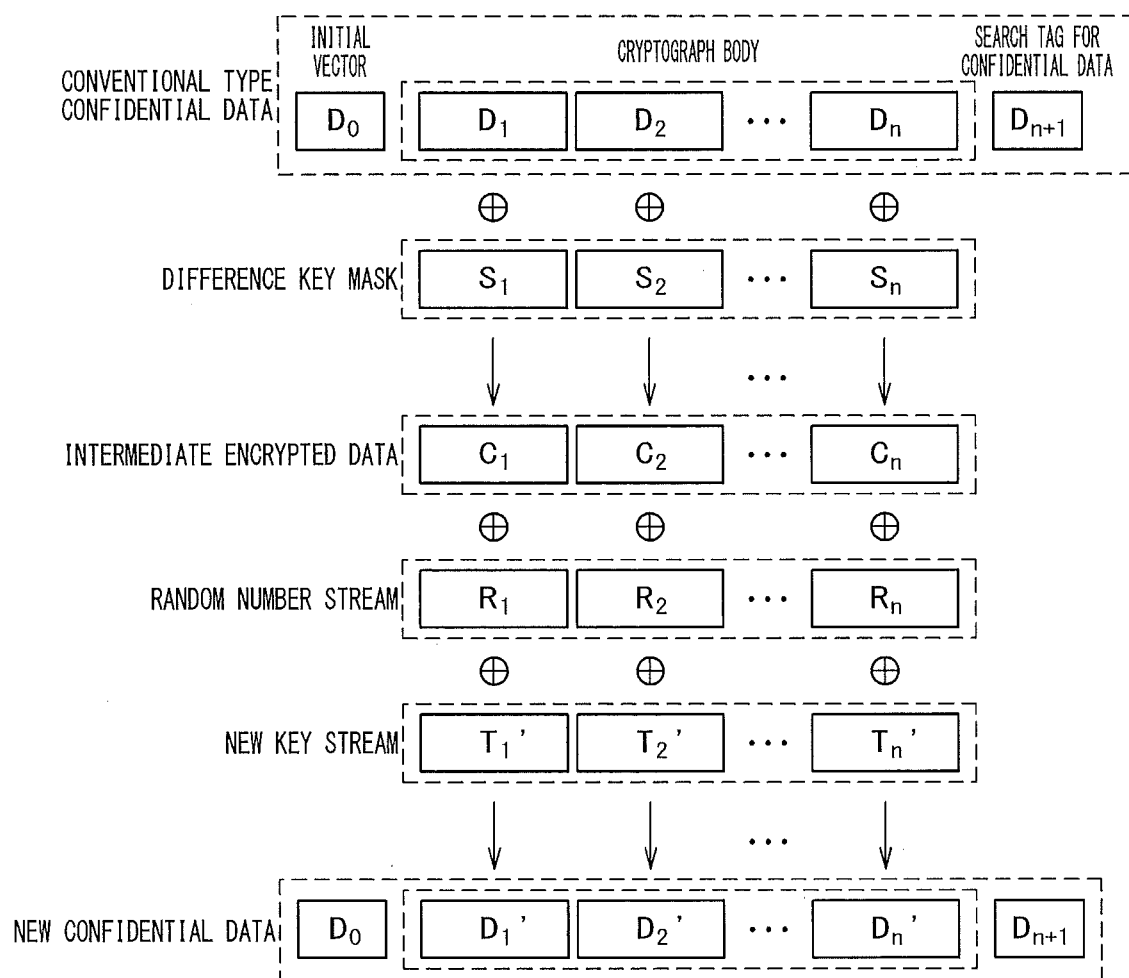 INITIAL VECTOR
CRYPTOGRAPH BODY
SEARCH TAG FOR CONFIDENTIAL DATA
CONVENTIONAL TYPE CONFIDENTIAL DATA
D₀ D₁ D₂ ··· Dₙ Dₙ₊₁
⊕ ⊕ ⊕
DIFFERENCE KEY MASK S₁ S₂ ··· Sₙ
···
INTERMEDIATE ENCRYPTED DATA C₁ C₂ ··· Cₙ
⊕ ⊕ ⊕
RANDOM NUMBER STREAM R₁ R₂ ··· Rₙ
⊕ ⊕ ⊕
NEW KEY STREAM T₁' T₂' ··· Tₙ'
···
NEW CONFIDENTIAL DATA D₀ D₁' D₂' ··· Dₙ' Dₙ₊₁